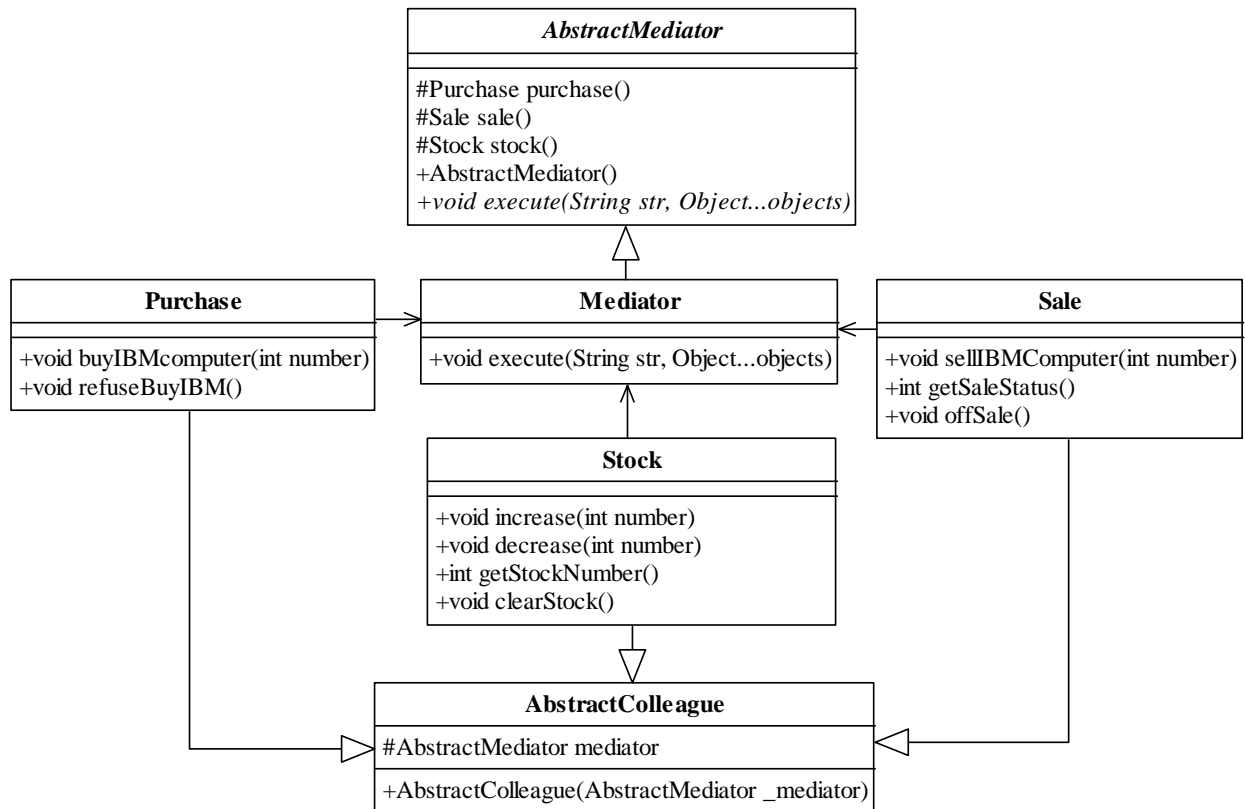 AbstractMediator
#Purchase purchase()
#Sale sale()
#Stock stock()
+AbstractMediator()
+void execute(String str, Object...objects)
Purchase
+void buyIBMcomputer(int number)
+void refuseBuyIBM()
Mediator
+void execute(String str, Object...objects)
Sale
+void sellIBMComputer(int number)
+int getSaleStatus()
+void offSale()
Stock
+void increase(int number)
+void decrease(int number)
+int getStockNumber()
+void clearStock()
AbstractColleague
#AbstractMediator mediator
+AbstractColleague(AbstractMediator _mediator)